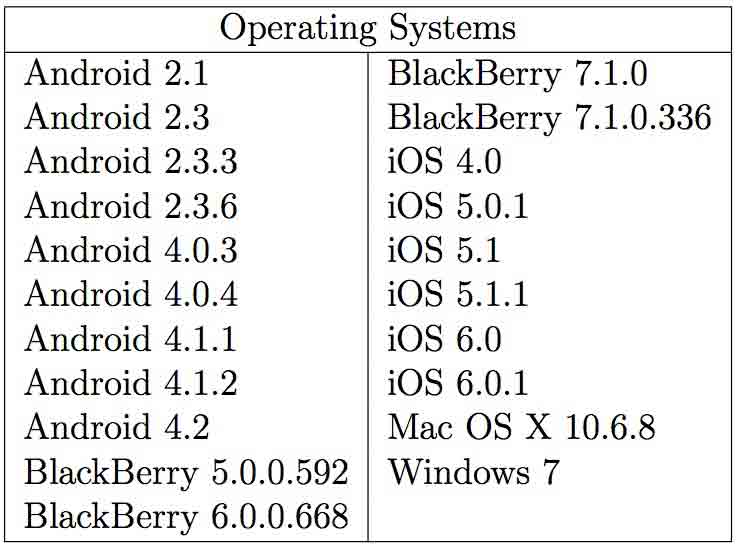 Operating Systems
Android 2.1
Android 2.3
Android 2.3.3
Android 2.3.6
Android 4.0.3
Android 4.0.4
Android 4.1.1
Android 4.1.2
Android 4.2
BlackBerry 5.0.0.592
BlackBerry 6.0.0.668
BlackBerry 7.1.0
BlackBerry 7.1.0.336
iOS 4.0
iOS 5.0.1
iOS 5.1
iOS 5.1.1
iOS 6.0
iOS 6.0.1
Mac OS X 10.6.8
Windows 7